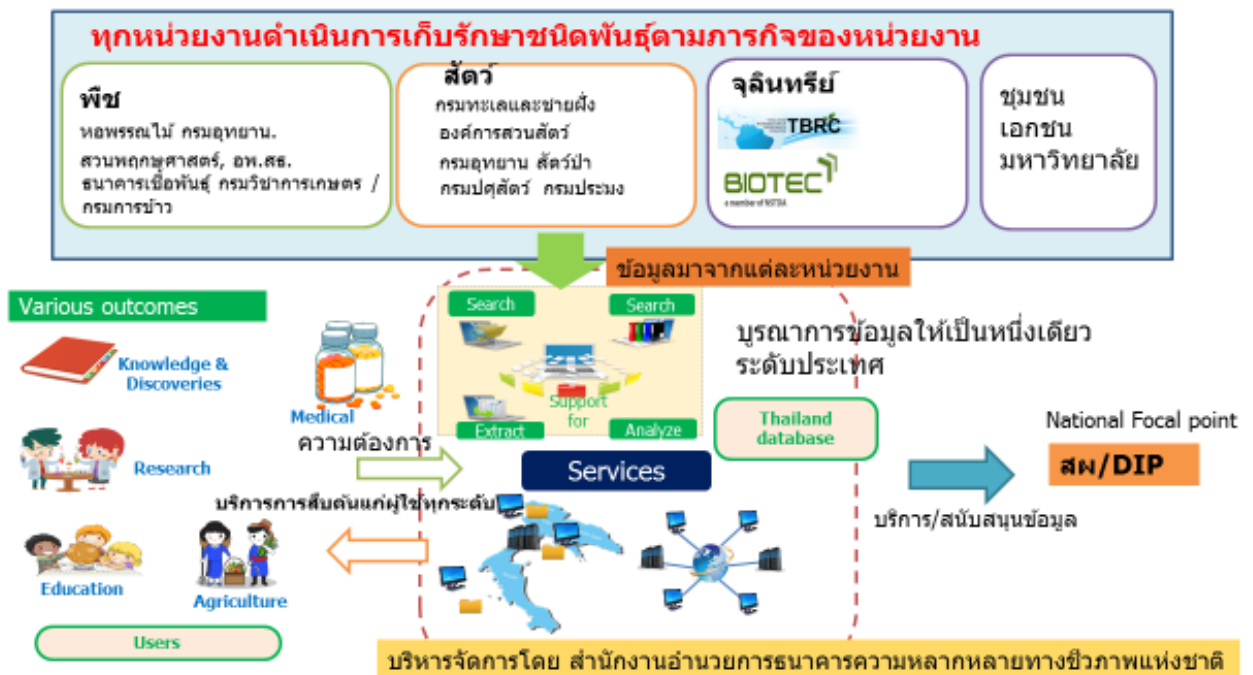 ทุกหน่วยงานดำเนินการเก็บรักษาชนิดพันธุ์ตามภารกิจของหน่วยงาน
พืช
หอพรรณไม้ กรมอุทยาน.
สวนพฤกษศาสตร์, อพ.สธ.
ธนาคารเชื้อพันธุ์ กรมวิชาการเกษตร /
กรมการข้าว
สัตว์
กรมทะเลและชายฝั่ง
องค์การสวนสัตว์
กรมอุทยาน สัตว์ป่า
กรมปศุสัตว์ กรมประมง
จุลินทรีย์
TBRC
BIOTEC
a member of NSTDA
ชุมชน
เอกชน
มหาวิทยาลัย
ข้อมูลมาจากแต่ละหน่วยงาน
Various outcomes
Knowledge &
Discoveries
Medical
Research
Education
Agriculture
Users
ความต้องการ
บริการการสืบค้นแก่ผู้ใช้ทุกระดับ
Search
Search
Support
for
Extract
Analyze
Services
บูรณาการข้อมูลให้เป็นหนึ่งเดียว
ระดับประเทศ
Thailand
database
National Focal point
สผ/DIP
บริการ/สนับสนุนข้อมูล
บริหารจัดการโดย สำนักงานอำนวยการธนาคารความหลากหลายทางชีวภาพแห่งชาติ